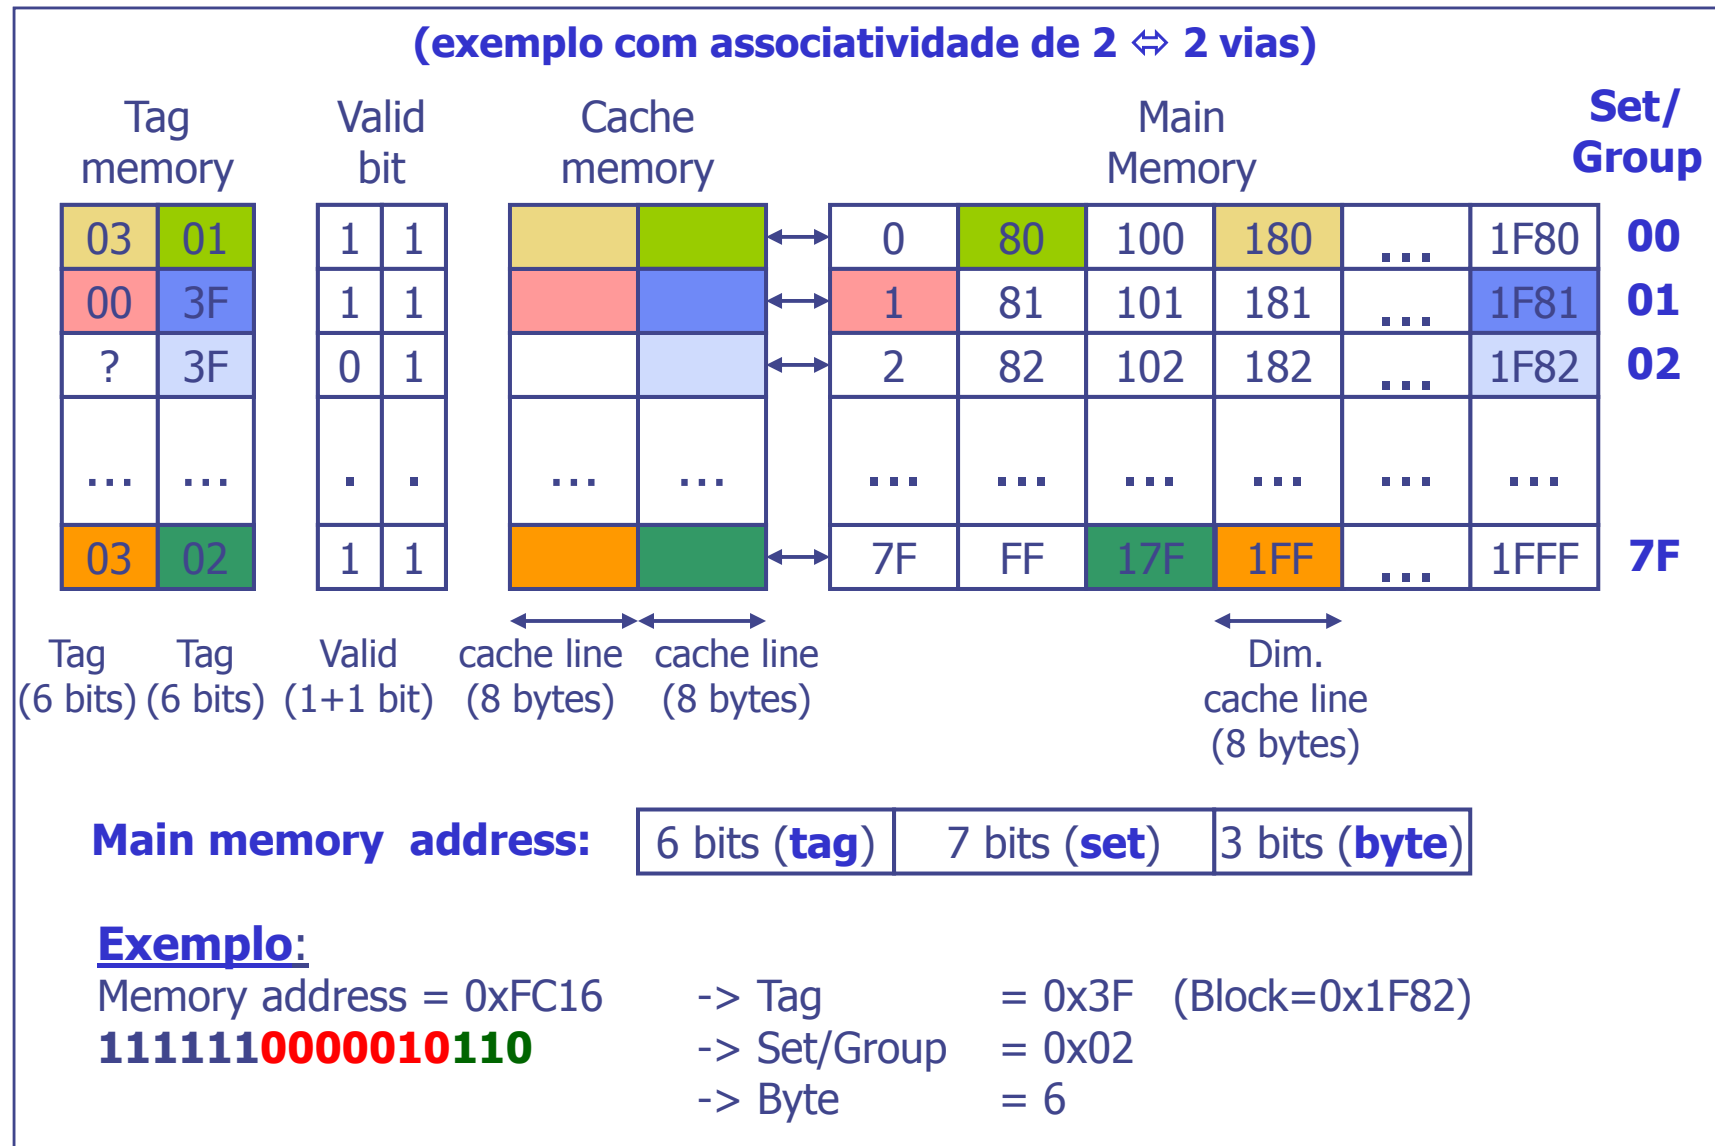 (exemplo com associatividade de 2 ⇔ 2 vias)
Tag memory
Valid bit
Cache memory
Main Memory
Set/ Group
03 01 1 1 0 80 100 180 ... 1F80 00
00 3F 1 1 1 81 101 181 ... 1F81 01
? 3F 0 1 2 82 102 182 ... 1F82 02
... ... . . ... ... ... ... ... ... ... ...
03 02 1 1 7F FF 17F 1FF ... 1FFF 7F
Tag (6 bits)
Tag (6 bits)
Valid (1+1 bit)
cache line (8 bytes)
cache line (8 bytes)
Dim. cache line (8 bytes)
Main memory address: 6 bits (tag) 7 bits (set) 3 bits (byte)
Exemplo:
Memory address = 0xFC16 -> Tag = 0x3F (Block=0x1F82)
1111110000010110 -> Set/Group = 0x02
-> Byte = 6